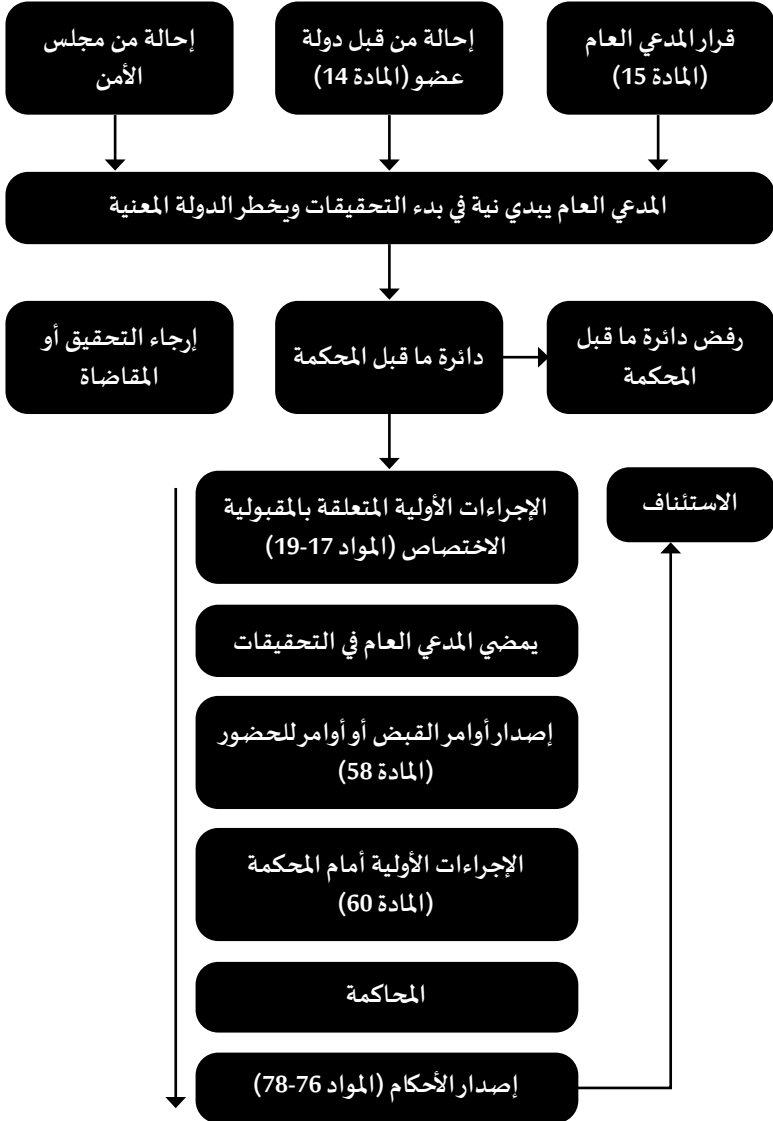 قرار المدعي العام
(المادة 15)
إحالة من قبل دولة
عضو (المادة 14)
إحالة من مجلس
الأمن
المدعي العام يبدي نية في بدء التحقيقات ويخطر الدولة المعنية
رفض دائرة ما قبل
المحكمة
دائرة ما قبل المحكمة
إرجاء التحقيق أو
المقاضاة
الاستئناف
الإجراءات الأولية المتعلقة بالمقبولية
الاختصاص (المواد 17-19)
يمضي المدعي العام في التحقيقات
إصدار أوامر القبض أو أوامر للحضور
(المادة 58)
الإجراءات الأولية أمام المحكمة
(المادة 60)
المحاكمة
إصدار الأحكام (المواد 76-78)